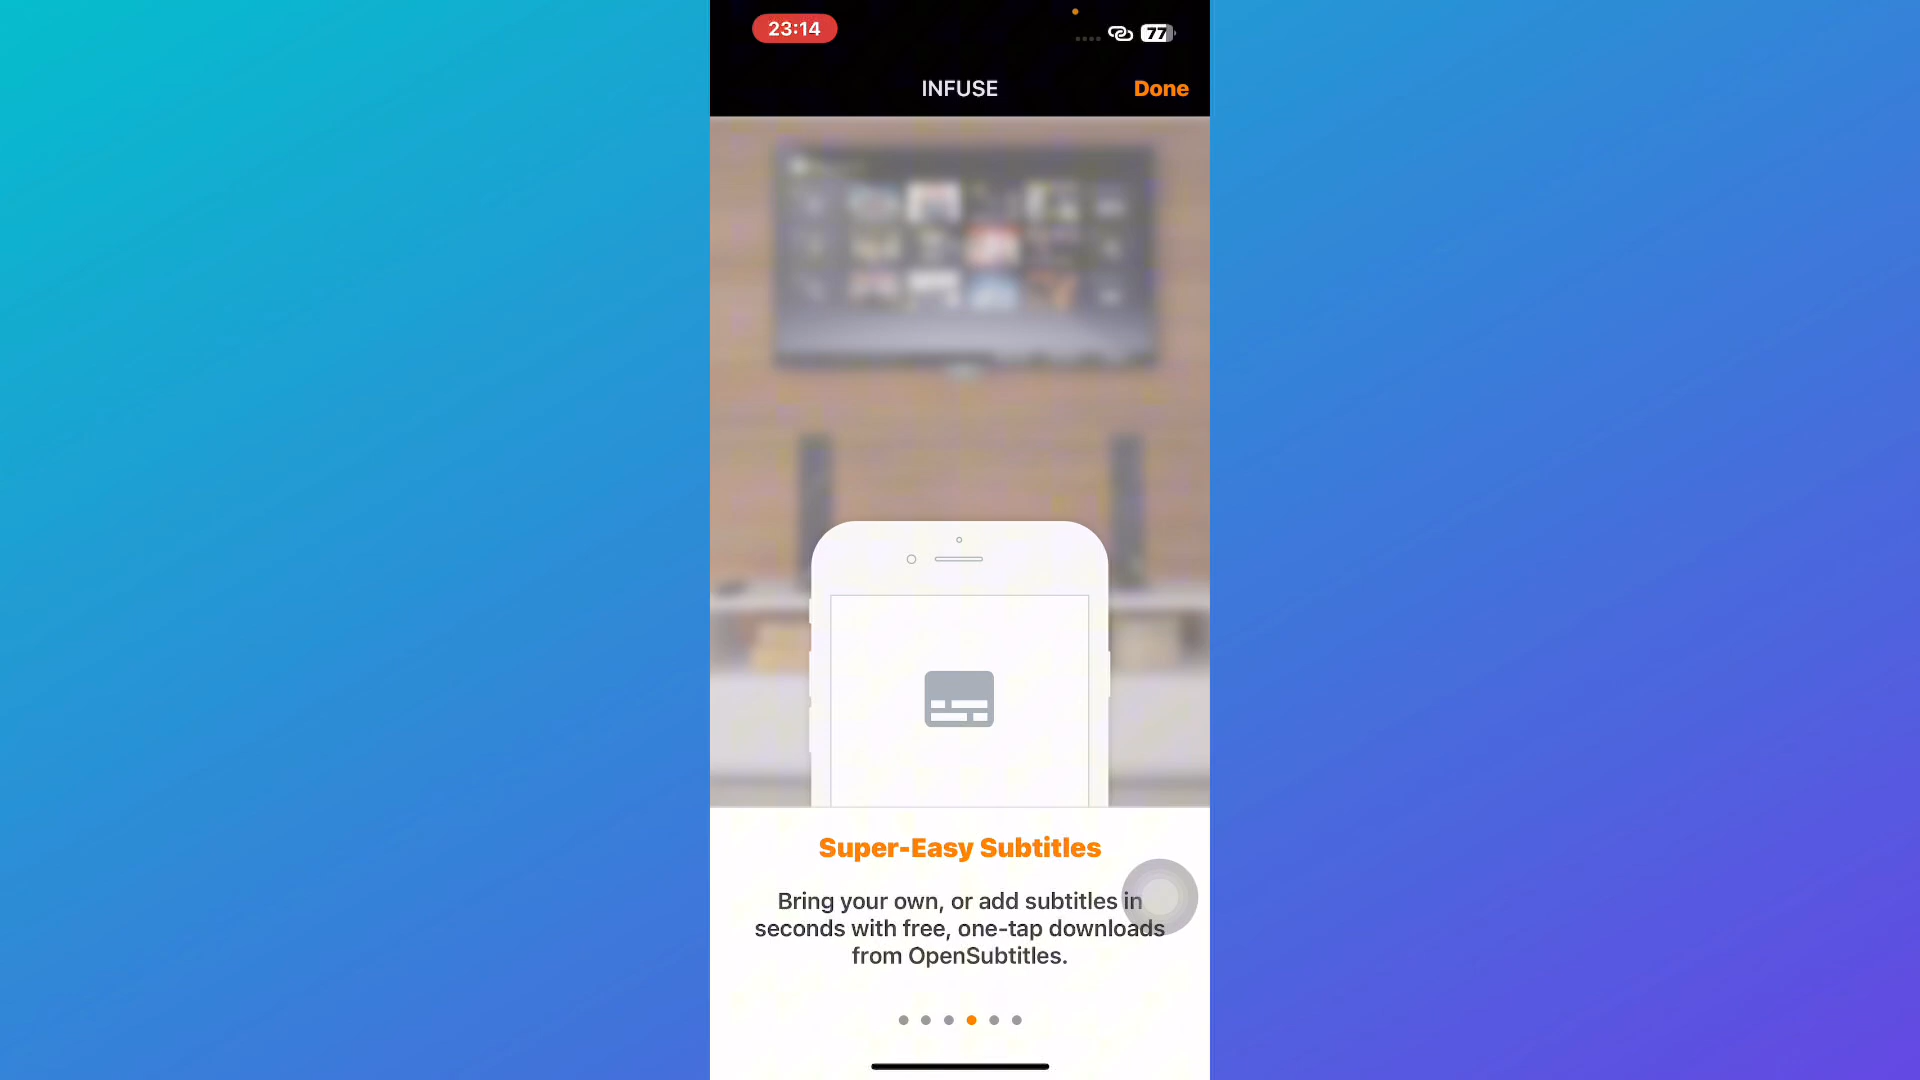 23:14
77
INFUSE
Done
Super-Easy Subtitles
Bring your own, or add subtitles in
seconds with free, one-tap downloads
from OpenSubtitles.